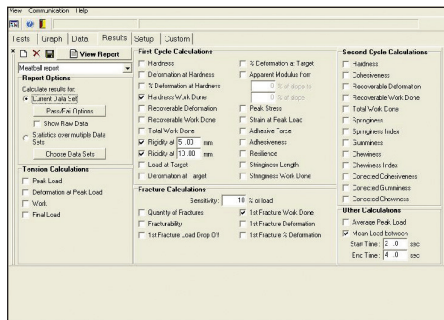 View Communication Help
Tests Graph Data Results Setup Custom
View Report
Meatball report
Report Options
Calculate results for:
Current Data Set
Pass/Fail Options
Show Raw Data
Statistics over multiple Data Sets
Choose Data Sets
Tension Calculations
Peak Load
Deformation at Peak Load
Work
Final Load
First Cycle Calculations
Hardness
Deformation at Hardness
% Deformation at Hardness
Hardness Work Done
Recoverable Deformation
Recoverable Work Done
Total Work Done
Rigidity at 5 .00 mm
Rigidity at 10.00 mm
Load at Target
Deformation at Target
% Deformation at Target
Apparent Modulus from
0 % of slope to
0 % of slope
Peak Stress
Strain at Peak Load
Adhesive Force
Adhesiveness
Resilience
Stringiness Length
Stringiness Work Done
Fracture Calculations
Sensitivity: 10 % of load
Quantity of Fractures
Fracturability
1st Fracture Load Drop Off
1st Fracture Work Done
1st Fracture Deformation
1st Fracture % Deformation
Second Cycle Calculations
Hardness
Cohesiveness
Recoverable Deformation
Recoverable Work Done
Total Work Done
Springiness
Springiness Index
Gumminess
Chewiness
Chewiness Index
Corrected Cohesiveness
Corrected Gumminess
Corrected Chewiness
Other Calculations
Average Peak Load
Mean Load between
Start Time: 2 .0 sec
End Time: 4 .0 sec